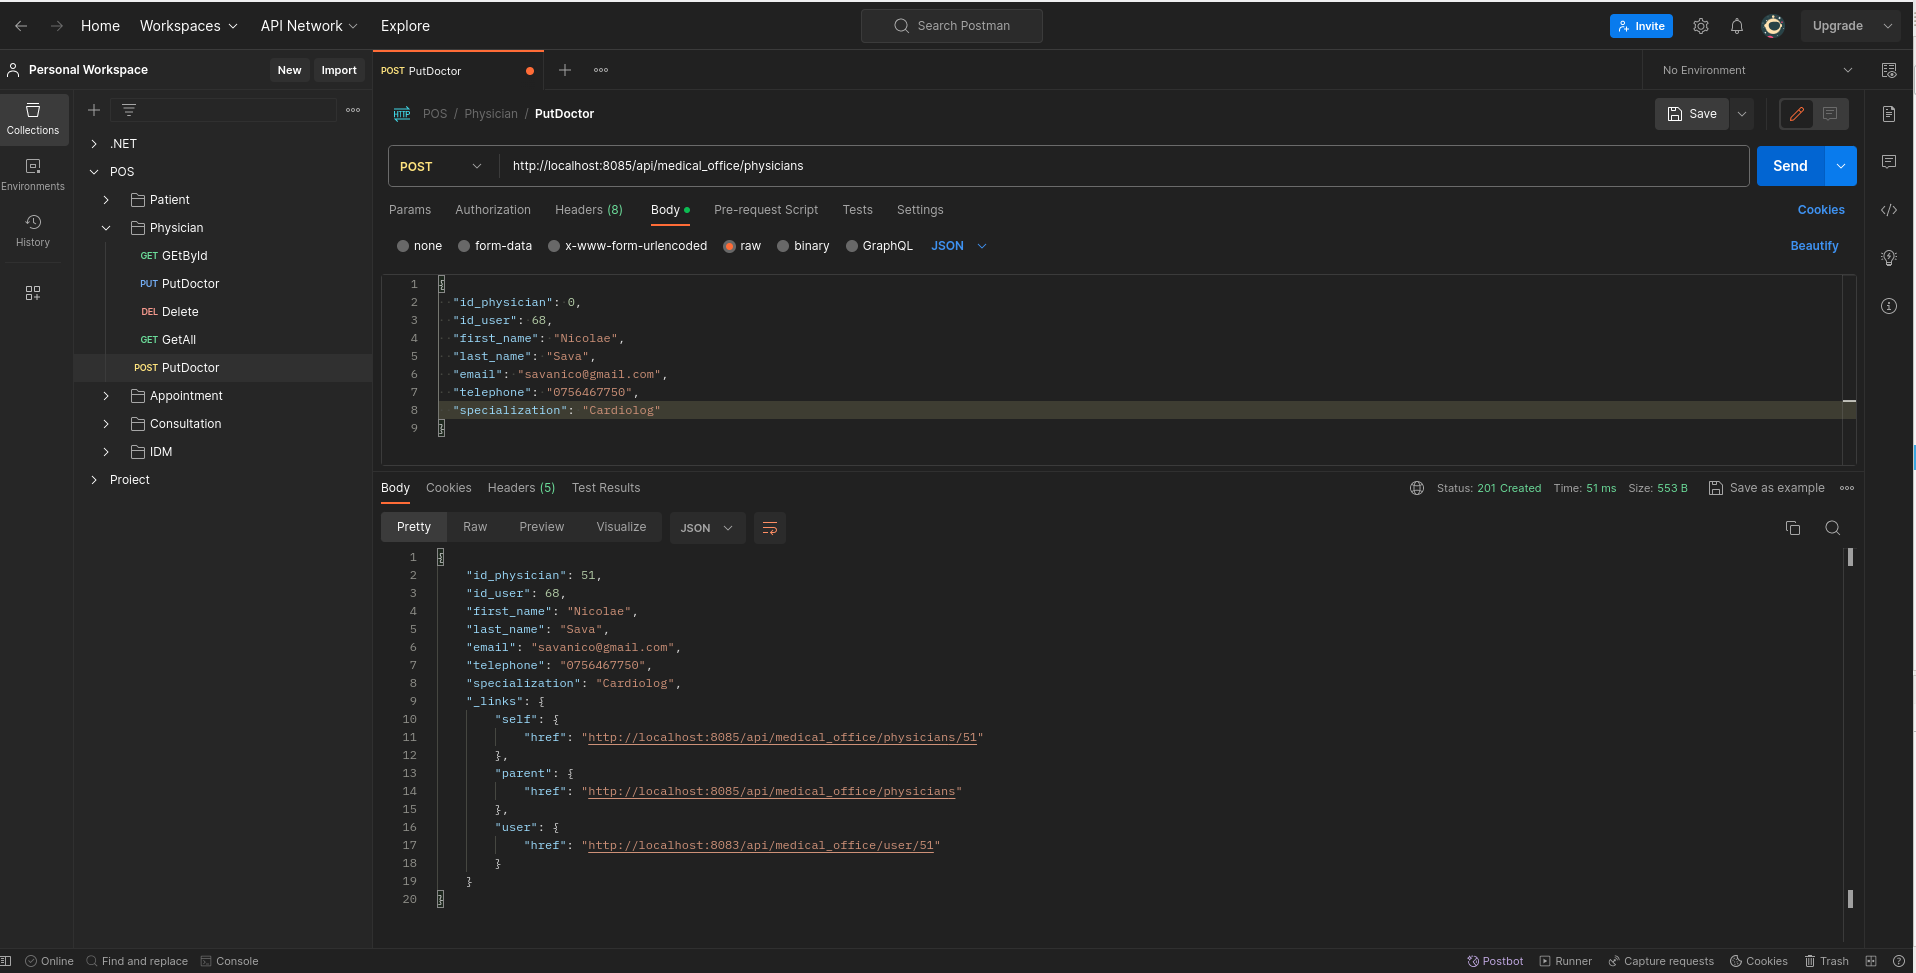 Home Workspaces API Network Explore Search Postman Invite Upgrade
Personal Workspace New Import POST PutDoctor No Environment
Collections
Environments
History
.NET
POS
Patient
Physician
GET GEtById
PUT PutDoctor
DEL Delete
GET GetAll
POST PutDoctor
Appointment
Consultation
IDM
Proiect
HTTP POS / Physician / PutDoctor Save
POST http://localhost:8085/api/medical_office/physicians Send
Params Authorization Headers (8) Body Pre-request Script Tests Settings Cookies
none form-data x-www-form-urlencoded raw binary GraphQL JSON Beautify
1 {
2 "id_physician": 0,
3 "id_user": 68,
4 "first_name": "Nicolae",
5 "last_name": "Sava",
6 "email": "savanico@gmail.com",
7 "telephone": "0756467750",
8 "specialization": "Cardiolog"
9 }
Body Cookies Headers (5) Test Results Status: 201 Created Time: 51 ms Size: 553 B Save as example
Pretty Raw Preview Visualize JSON
1 {
2 "id_physician": 51,
3 "id_user": 68,
4 "first_name": "Nicolae",
5 "last_name": "Sava",
6 "email": "savanico@gmail.com",
7 "telephone": "0756467750",
8 "specialization": "Cardiolog",
9 "_links": {
10 "self": {
11 "href": "http://localhost:8085/api/medical_office/physicians/51"
12 },
13 "parent": {
14 "href": "http://localhost:8085/api/medical_office/physicians"
15 },
16 "user": {
17 "href": "http://localhost:8083/api/medical_office/user/51"
18 }
19 }
20 }
Online Find and replace Console Postbot Runner Capture requests Cookies Trash